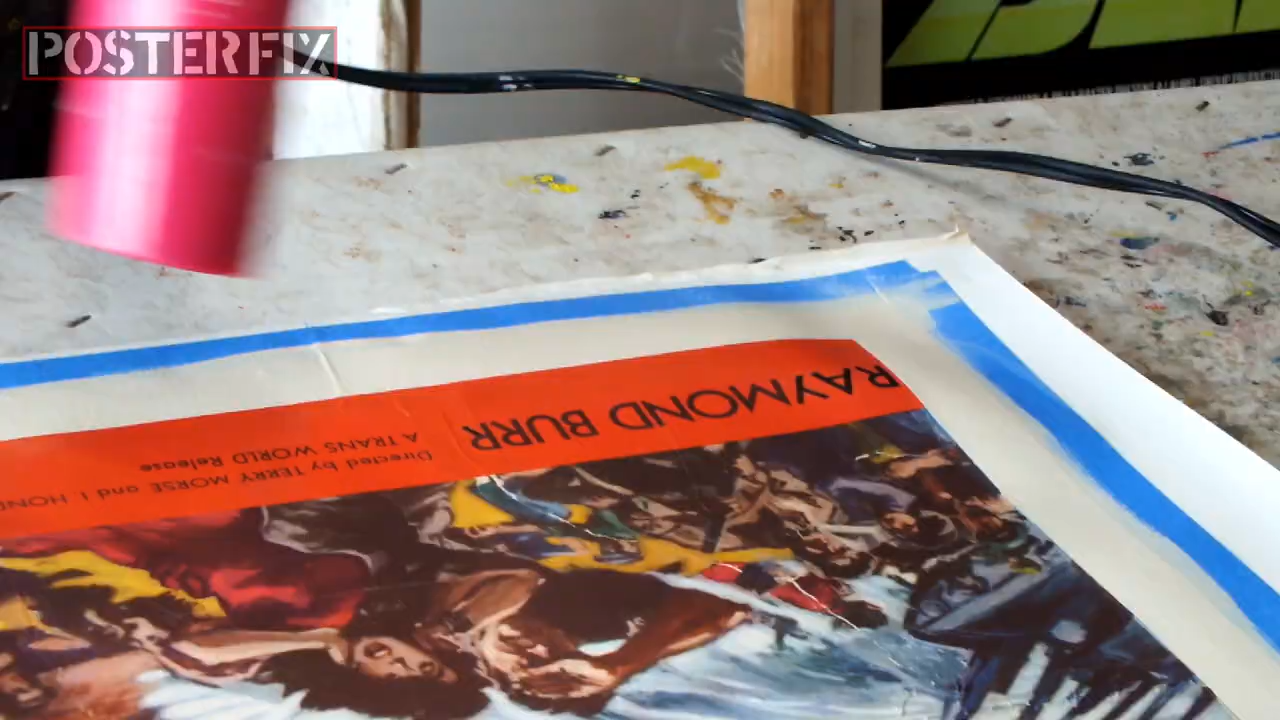 POSTERFIX
RAYMOND BURR
Directed by TERRY MORSE and I. HON
A TRANS WORLD Release